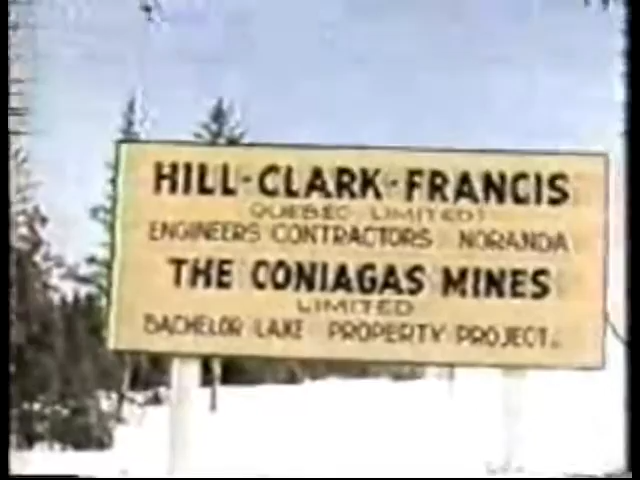 HILL-CLARK-FRANCIS
QUEBEC LIMITED
ENGINEERS CONTRACTORS NORANDA
THE CONIAGAS MINES
LIMITED
BACHELOR LAKE PROPERTY PROJECT.